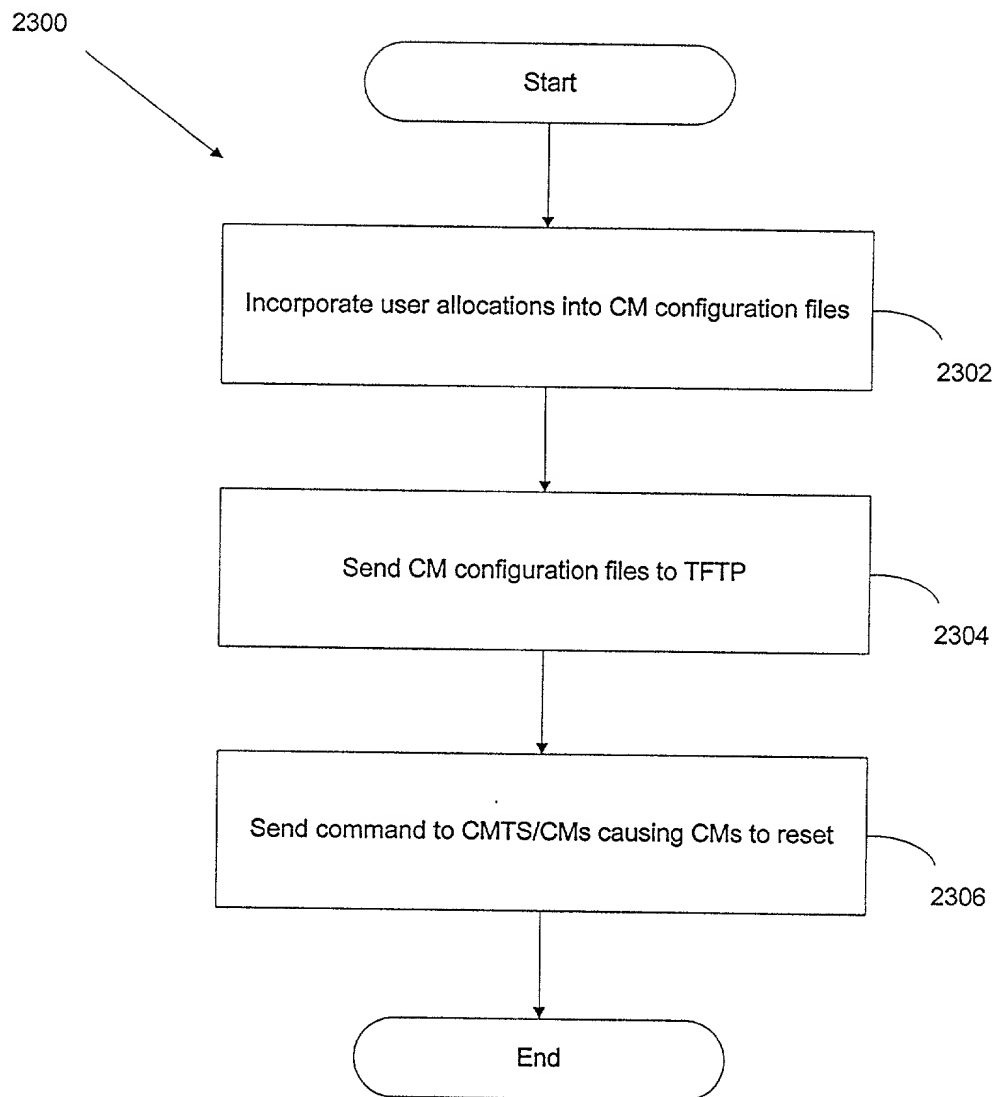 2300
Start
Incorporate user allocations into CM configuration files
2302
Send CM configuration files to TFTP
2304
Send command to CMTS/CMs causing CMs to reset
2306
End